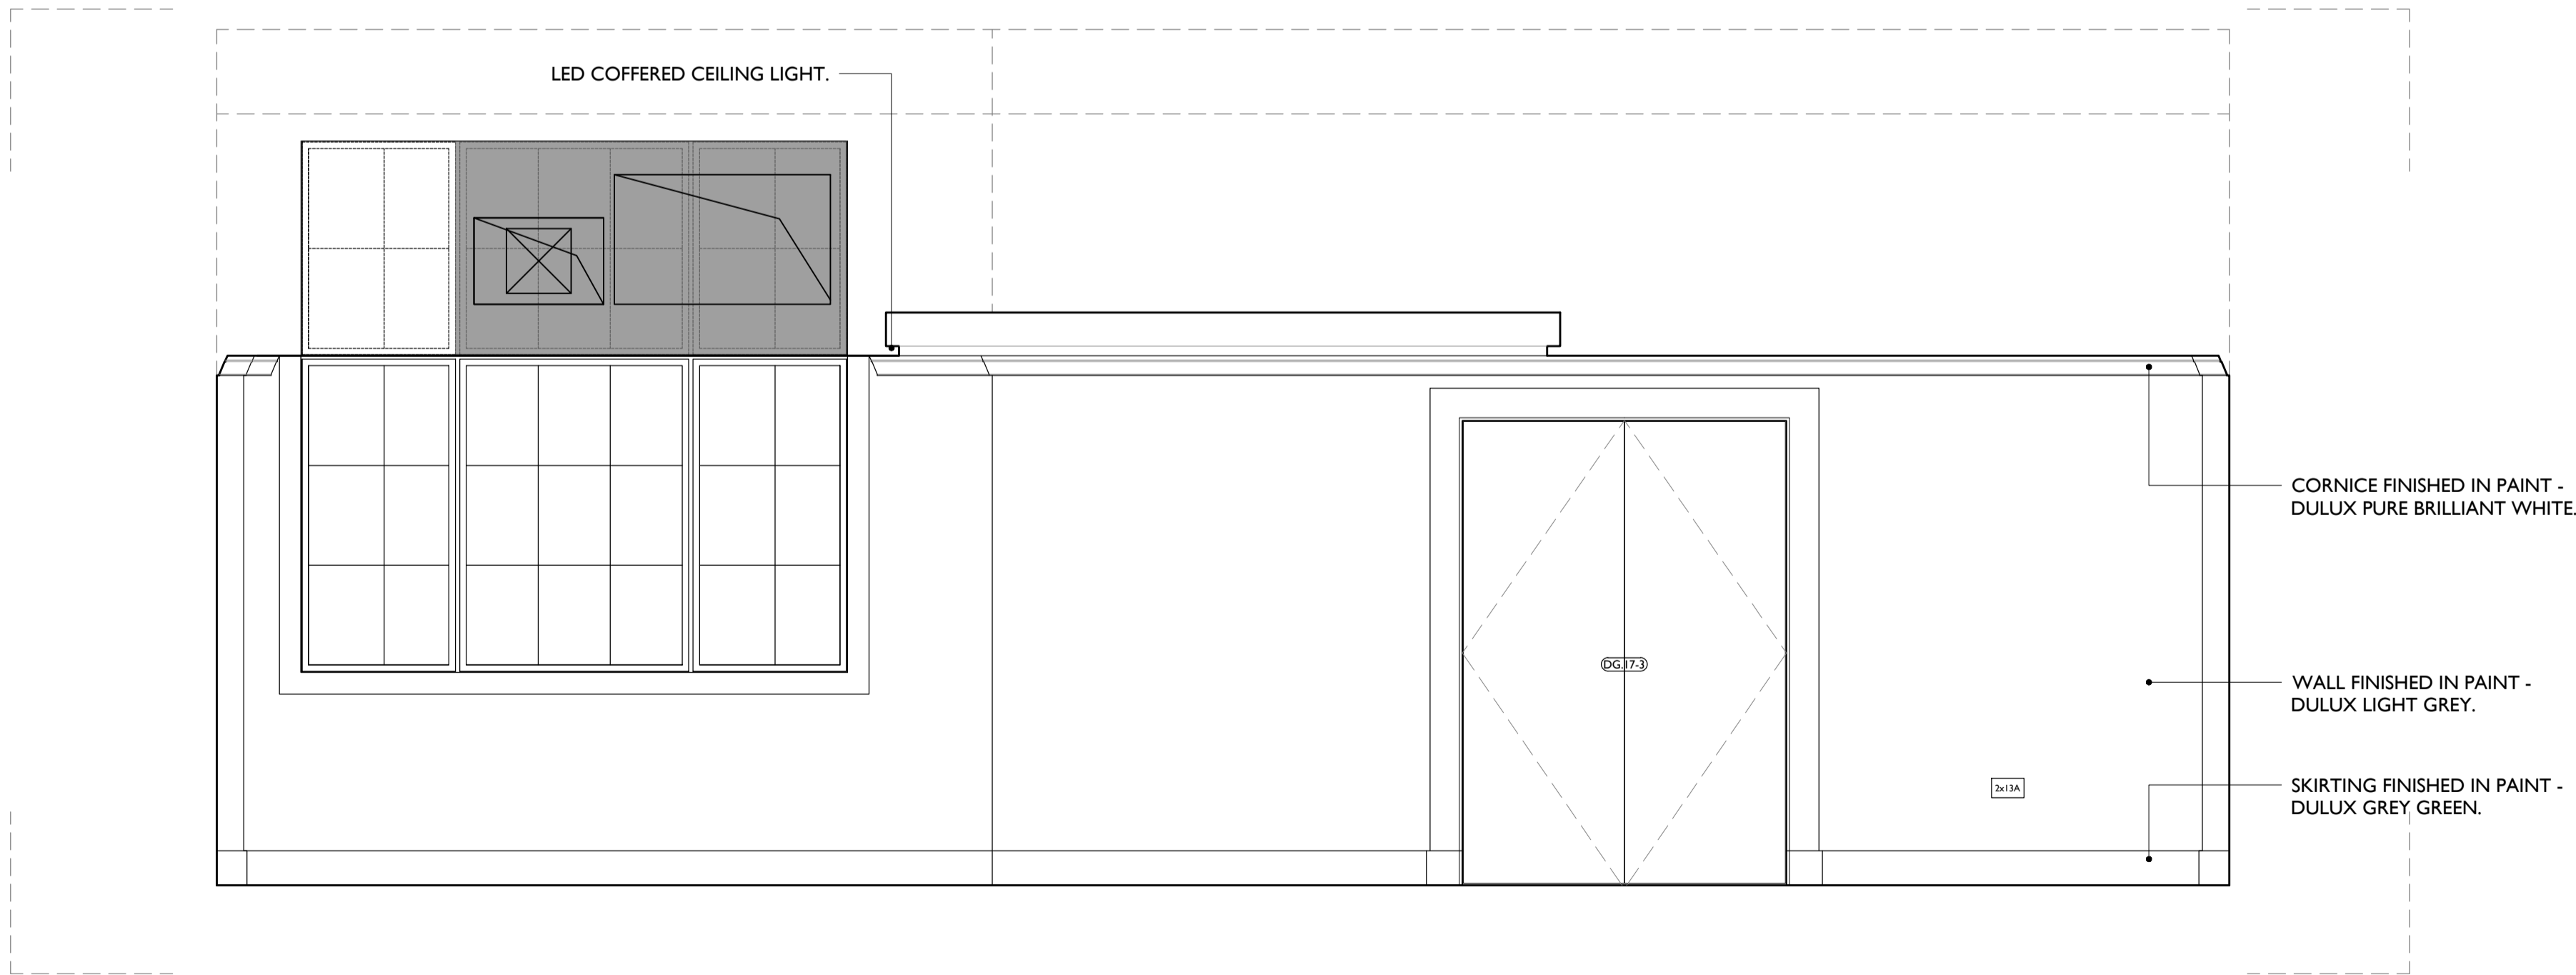 LED COFFERED CEILING LIGHT.
CORNICE FINISHED IN PAINT -
DULUX PURE BRILLIANT WHITE.
DG.17-3
WALL FINISHED IN PAINT -
DULUX LIGHT GREY.
2x13A
SKIRTING FINISHED IN PAINT -
DULUX GREY GREEN.